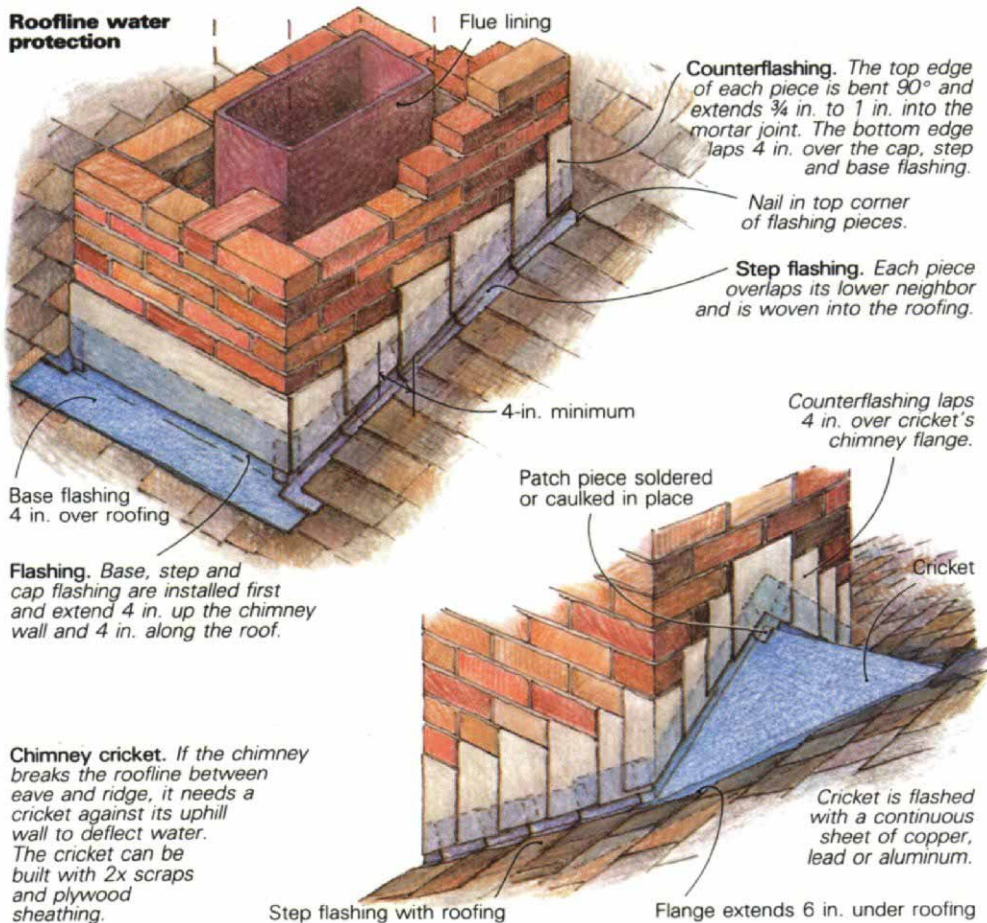 Roofline water
protection
Flue lining
Counterflashing. The top edge
of each piece is bent 90° and
extends ¾ in. to 1 in. into the
mortar joint. The bottom edge
laps 4 in. over the cap, step
and base flashing.
Nail in top corner
of flashing pieces.
Step flashing. Each piece
overlaps its lower neighbor
and is woven into the roofing.
4-in. minimum
Base flashing
4 in. over roofing
Flashing. Base, step and
cap flashing are installed first
and extend 4 in. up the chimney
wall and 4 in. along the roof.
Counterflashing laps
4 in. over cricket's
chimney flange.
Patch piece soldered
or caulked in place
Cricket
Chimney cricket. If the chimney
breaks the roofline between
eave and ridge, it needs a
cricket against its uphill
wall to deflect water.
The cricket can be
built with 2x scraps
and plywood
sheathing.
Cricket is flashed
with a continuous
sheet of copper,
lead or aluminum.
Step flashing with roofing
Flange extends 6 in. under roofing